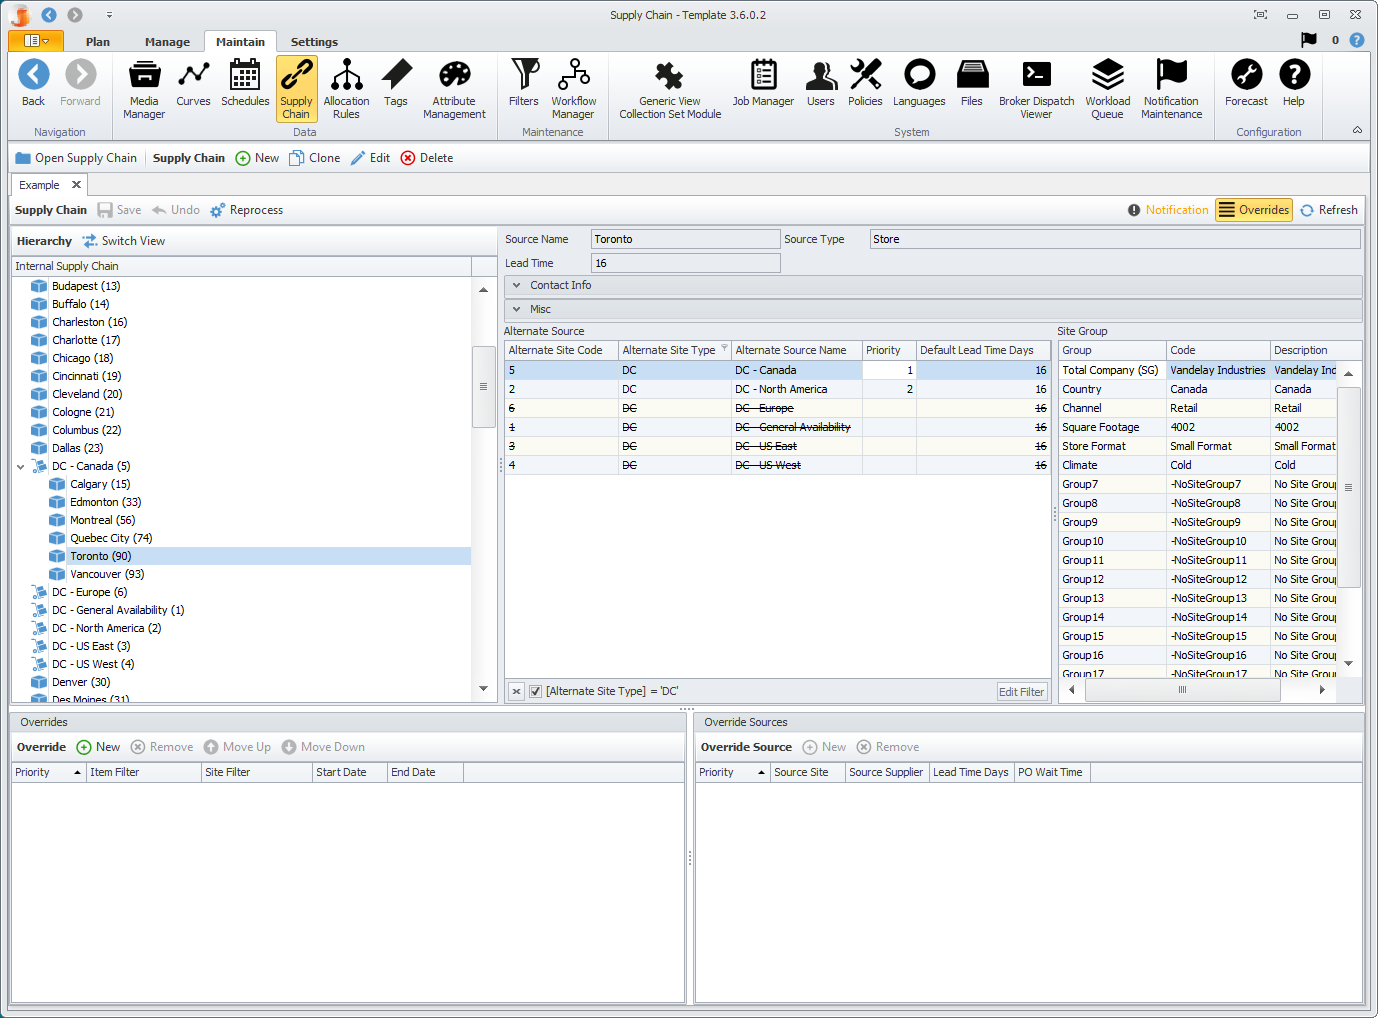 Supply Chain - Template 3.6.0.2
Plan
Manage
Maintain
Settings
0
Back
Forward
Navigation
Media Manager
Curves
Schedules
Supply Chain
Allocation Rules
Tags
Attribute Management
Data
Filters
Workflow Manager
Maintenance
Generic View Collection Set Module
Job Manager
Users
Policies
Languages
Files
Broker Dispatch Viewer
Workload Queue
Notification Maintenance
System
Forecast
Help
Configuration
Open Supply Chain
Supply Chain
New
Clone
Edit
Delete
Example
Supply Chain
Save
Undo
Reprocess
Notification
Overrides
Refresh
Hierarchy
Switch View
Internal Supply Chain
Budapest (13)
Buffalo (14)
Charleston (16)
Charlotte (17)
Chicago (18)
Cincinnati (19)
Cleveland (20)
Cologne (21)
Columbus (22)
Dallas (23)
DC - Canada (5)
Calgary (15)
Edmonton (33)
Montreal (56)
Quebec City (74)
Toronto (90)
Vancouver (93)
DC - Europe (6)
DC - General Availability (1)
DC - North America (2)
DC - US East (3)
DC - US West (4)
Denver (30)
Des Moines (31)
Source Name Toronto Source Type Store
Lead Time 16
Contact Info
Misc
Alternate Source
Alternate Site Code Alternate Site Type Alternate Source Name Priority Default Lead Time Days
5 DC DC - Canada 1 16
2 DC DC - North America 2 16
6 DC DC - Europe 16
1 DC DC - General Availability 16
3 DC DC - US East 16
4 DC DC - US West 16
[Alternate Site Type] = 'DC'
Edit Filter
Site Group
Group Code Description
Total Company (SG) Vandelay Industries Vandelay Ind
Country Canada Canada
Channel Retail Retail
Square Footage 4002 4002
Store Format Small Format Small Format
Climate Cold Cold
Group7 -NoSiteGroup7 No Site Group
Group8 -NoSiteGroup8 No Site Group
Group9 -NoSiteGroup9 No Site Group
Group10 -NoSiteGroup10 No Site Group
Group11 -NoSiteGroup11 No Site Group
Group12 -NoSiteGroup12 No Site Group
Group13 -NoSiteGroup13 No Site Group
Group14 -NoSiteGroup14 No Site Group
Group15 -NoSiteGroup15 No Site Group
Group16 -NoSiteGroup16 No Site Group
Group17 -NoSiteGroup17 No Site Group
Overrides
Override New Remove Move Up Move Down
Priority Item Filter Site Filter Start Date End Date
Override Sources
Override Source New Remove
Priority Source Site Source Supplier Lead Time Days PO Wait Time